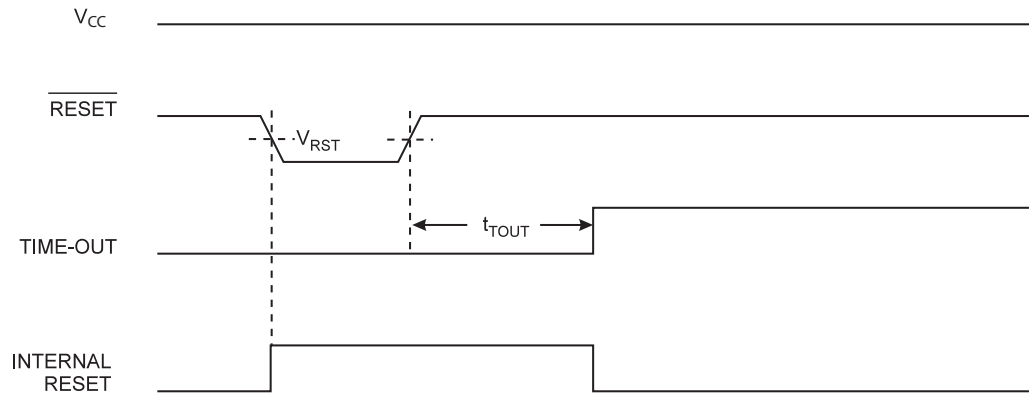 VCC
RESET
VRST
tTOUT
TIME-OUT
INTERNAL
RESET